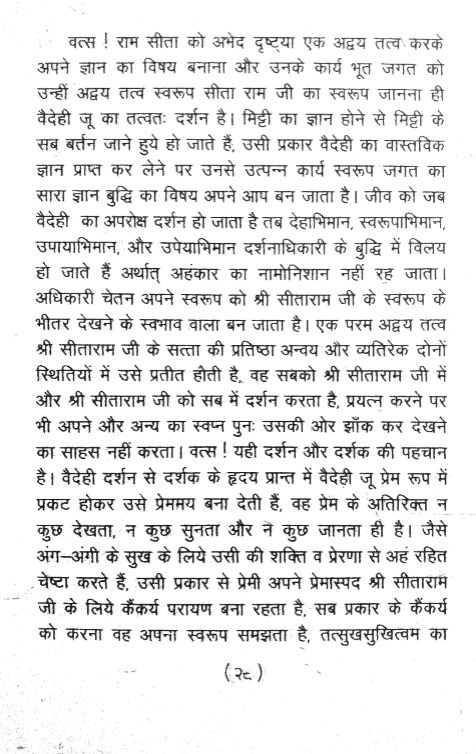 वत्स ! राम सीता को अभेद दृष्ट्या एक अद्वय तत्व करके
अपने ज्ञान का विषय बनाना और उनके कार्य भूत जगत को
उन्हीं अद्वय तत्व स्वरूप सीता राम जी का स्वरूप जानना ही
वैदेही जू का तत्वतः दर्शन है। मिट्टी का ज्ञान होने से मिट्टी के
सब बर्तन जाने हुये हो जाते हैं, उसी प्रकार वैदेही का वास्तविक
ज्ञान प्राप्त कर लेने पर उनसे उत्पन्न कार्य स्वरूप जगत का
सारा ज्ञान बुद्धि का विषय अपने आप बन जाता है। जीव को जब
वैदेही का अपरोक्ष दर्शन हो जाता है तब देहाभिमान, स्वरूपाभिमान,
उपायाभिमान, और उपेयाभिमान दर्शनाधिकारी के बुद्धि में विलय
हो जाते हैं अर्थात् अहंकार का नामोनिशान नहीं रह जाता।
अधिकारी चेतन अपने स्वरूप को श्री सीताराम जी के स्वरूप के
भीतर देखने के स्वभाव वाला बन जाता है। एक परम अद्वय तत्व
श्री सीताराम जी के सत्ता की प्रतिष्ठा अन्वय और व्यतिरेक दोनों
स्थितियों में उसे प्रतीत होती है, वह सबको श्री सीताराम जी में
और श्री सीताराम जी को सब में दर्शन करता है, प्रयत्न करने पर
भी अपने और अन्य का स्वप्न पुनः उसकी ओर झाँक कर देखने
का साहस नहीं करता। वत्स ! यही दर्शन और दर्शक की पहचान
है। वैदेही दर्शन से दर्शक के हृदय प्रान्त में वैदेही जू प्रेम रूप में
प्रकट होकर उसे प्रेममय बना देती हैं, वह प्रेम के अतिरिक्त न
कुछ देखता, न कुछ सुनता और न कुछ जानता ही है। जैसे
अंग-अंगी के सुख के लिये उसी की शक्ति व प्रेरणा से अहं रहित
चेष्टा करते हैं, उसी प्रकार से प्रेमी अपने प्रेमास्पद श्री सीताराम
जी के लिये कैंकर्य परायण बना रहता है, सब प्रकार के कैंकर्य
को करना वह अपना स्वरूप समझता है, तत्सुखसुखित्वम का
(२८)